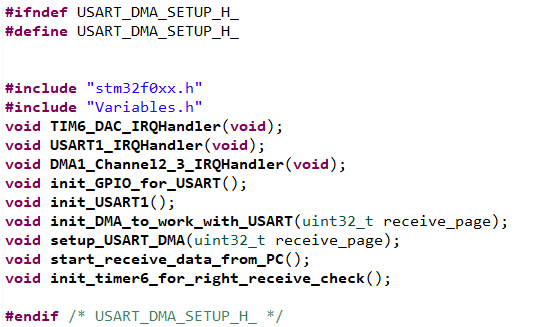 #ifndef USART_DMA_SETUP_H_
#define USART_DMA_SETUP_H_
#include "stm32f0xx.h"
#include "Variables.h"
void TIM6_DAC_IRQHandler(void);
void USART1_IRQHandler(void);
void DMA1_Channel2_3_IRQHandler(void);
void init_GPIO_for_USART();
void init_USART1();
void init_DMA_to_work_with_USART(uint32_t receive_page);
void setup_USART_DMA(uint32_t receive_page);
void start_receive_data_from_PC();
void init_timer6_for_right_receive_check();
#endif /* USART_DMA_SETUP_H_ */